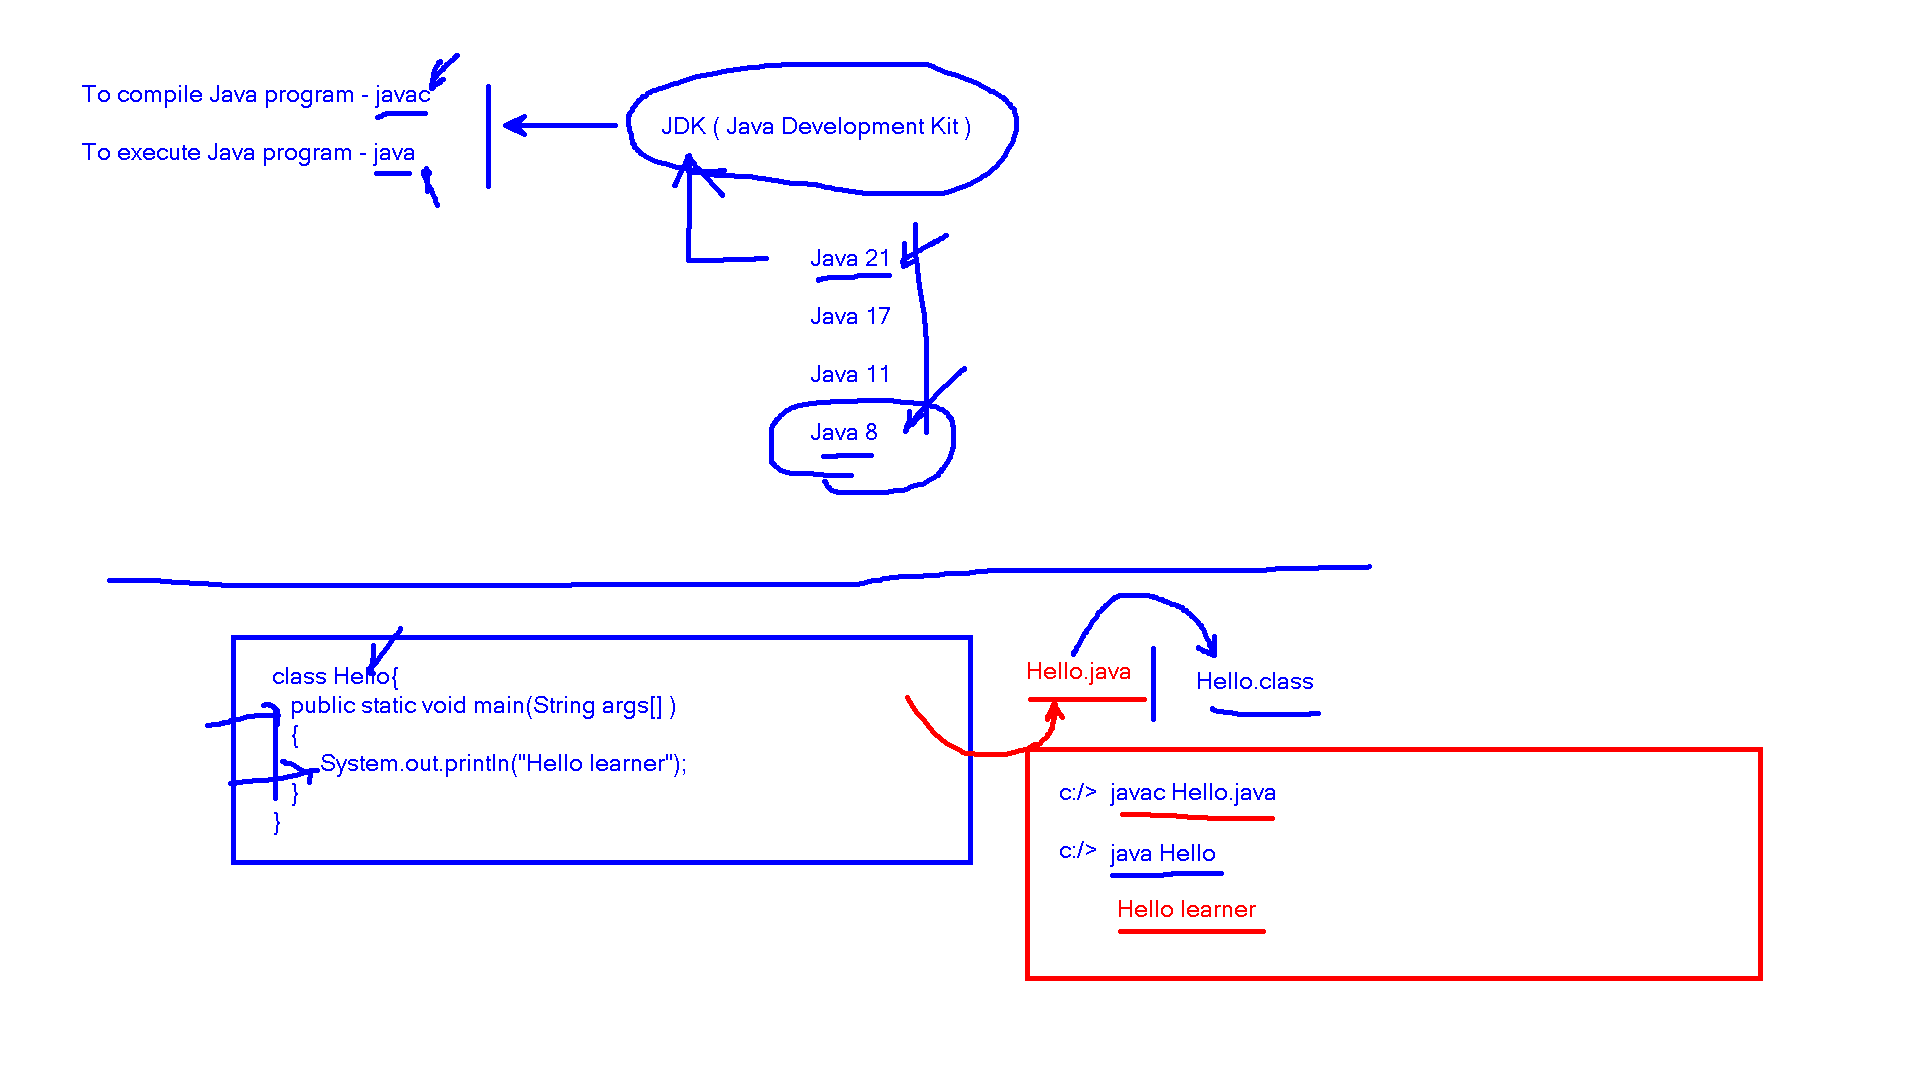 To compile Java program - javac
To execute Java program - java
JDK ( Java Development Kit )
Java 21
Java 17
Java 11
Java 8
class Hello{
public static void main(String args[] )
{
System.out.println("Hello learner");
}
}
Hello.java
Hello.class
c:/> javac Hello.java
c:/> java Hello
Hello learner